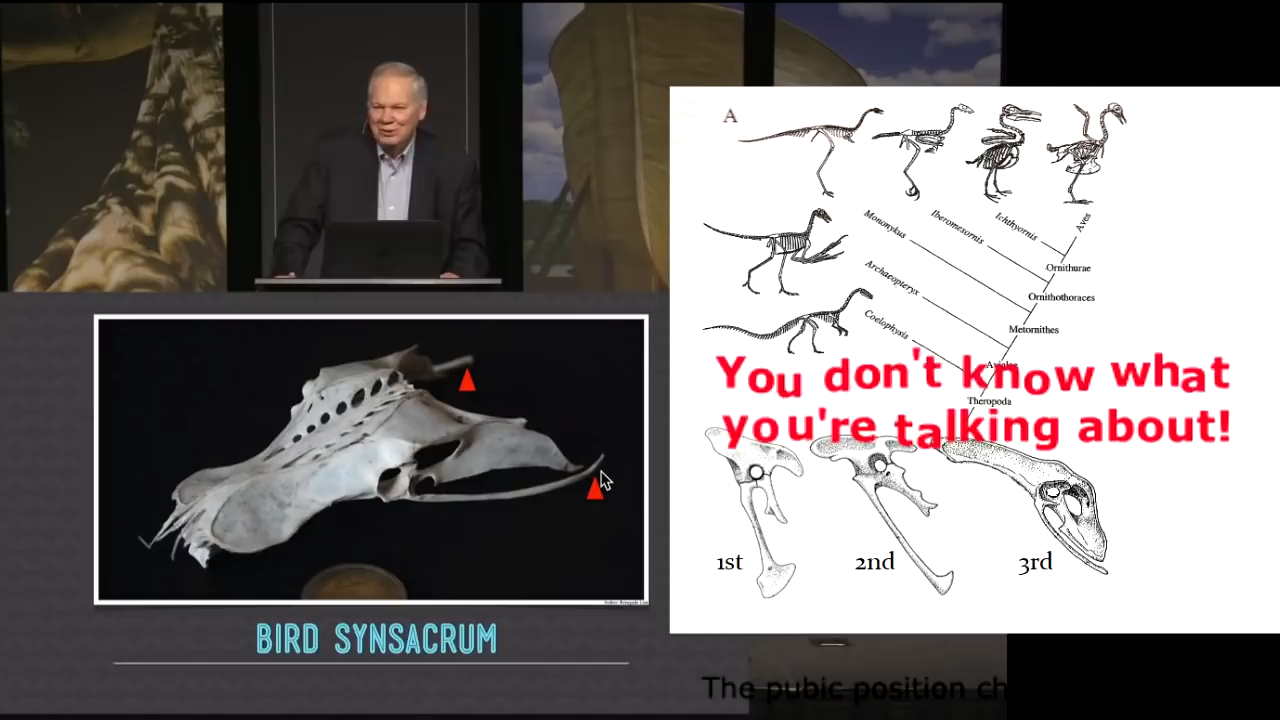 A
Mononykus
Iberomesornis
Ichthyornis
Aves
Archaeopteryx
Coelophysis
Ornithurae
Ornithothoraces
Metornithes
Theropoda
You don't know what
you're talking about!
1st
2nd
3rd
BIRD SYNSACRUM
The pubic position ch